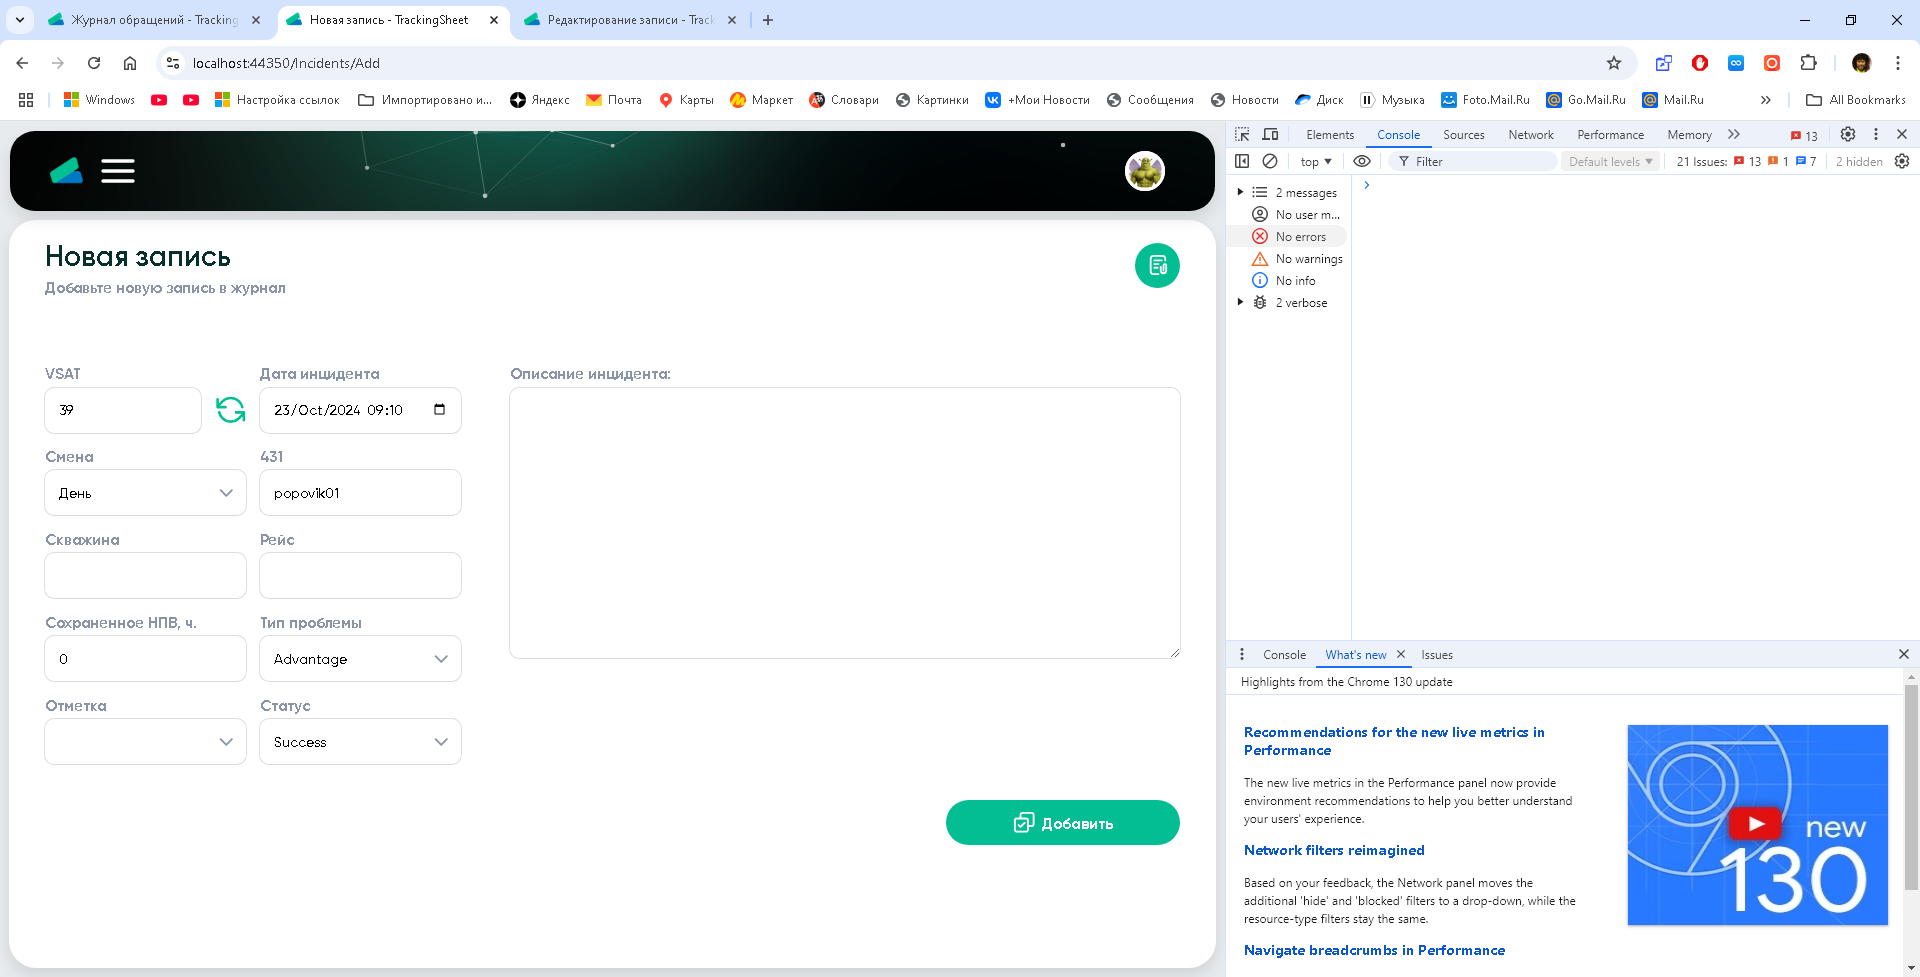 Журнал обращений - Tracking
Новая запись - TrackingSheet
Редактирование записи - Track
localhost:44350/Incidents/Add
Windows
Настройка ссылок
Импортировано и...
Яндекс
Почта
Карты
Маркет
Словари
Картинки
+Мои Новости
Сообщения
Новости
Диск
Музыка
Foto.Mail.Ru
Go.Mail.Ru
Mail.Ru
All Bookmarks
Новая запись
Добавьте новую запись в журнал
VSAT
Дата инцидента
Описание инцидента:
39
23/Oct/2024 09:10
Смена
431
День
popovik01
Скважина
Рейс
Сохраненное НПВ, ч.
Тип проблемы
0
Advantage
Отметка
Статус
Success
Добавить
Elements
Console
Sources
Network
Performance
Memory
13
top
Filter
Default levels
21 Issues:
13
1
7
2 hidden
2 messages
No user m...
No errors
No warnings
No info
2 verbose
Console
What's new
Issues
Highlights from the Chrome 130 update
Recommendations for the new live metrics in
Performance
The new live metrics in the Performance panel now provide
environment recommendations to help you better understand
your users' experience.
Network filters reimagined
Based on your feedback, the Network panel moves the
additional 'hide' and 'blocked' filters to a drop-down, while the
resource-type filters stay the same.
Navigate breadcrumbs in Performance
new
130